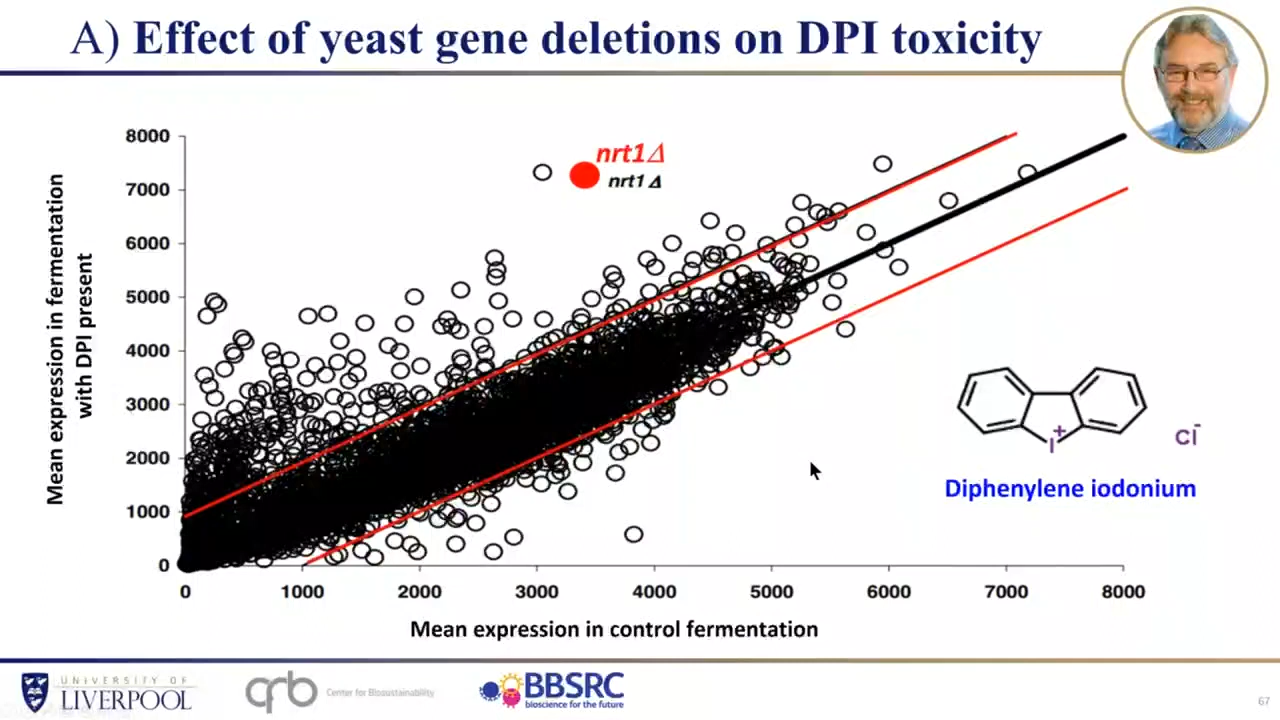 A) Effect of yeast gene deletions on DPI toxicity
nrt1Δ
nrt1 Δ
Mean expression in fermentation
with DPI present
8000
7000
6000
5000
4000
3000
2000
1000
0
0 1000 2000 3000 4000 5000 6000 7000 8000
Mean expression in control fermentation
I+
Cl-
Diphenylene iodonium
UNIVERSITY OF
LIVERPOOL
Center for Biosustainability
BBSRC
bioscience for the future
67